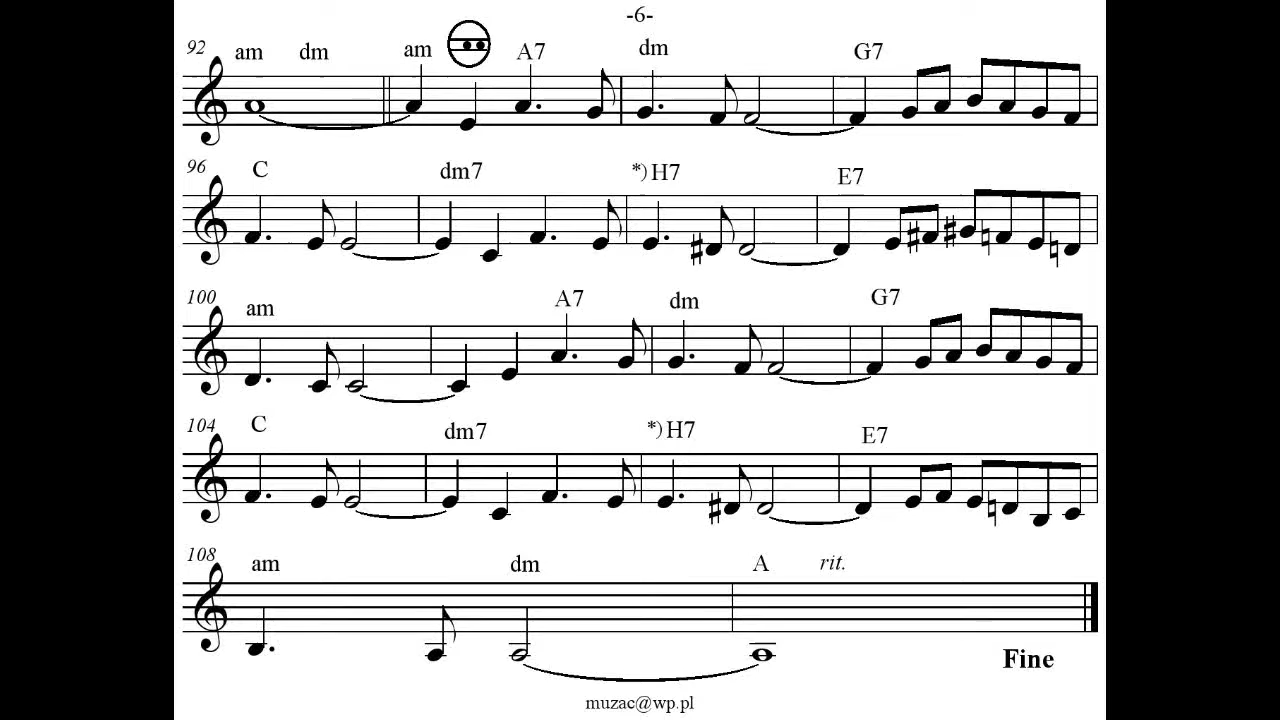 -6-
92 am dm am A7 dm G7
96 C dm7 *) H7 E7
100 am A7 dm G7
104 C dm7 *) H7 E7
108 am dm A rit.
Fine
muzac@wp.pl